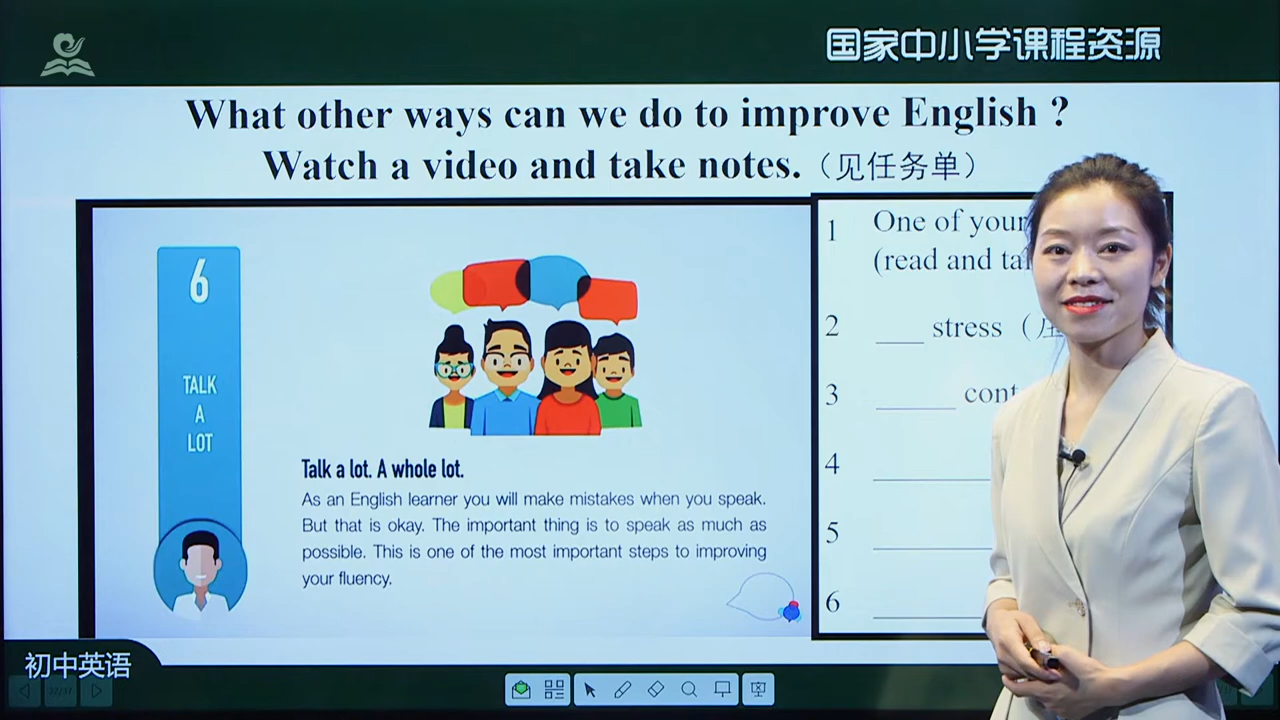 国家中小学课程资源
What other ways can we do to improve English ?
Watch a video and take notes.（见任务单）
6
TALK
A
LOT
Talk a lot. A whole lot.
As an English learner you will make mistakes when you speak.
But that is okay. The important thing is to speak as much as
possible. This is one of the most important steps to improving
your fluency.
1 One of your
(read and
2 ____ stress（
3 _____
4
5
6
初中英语